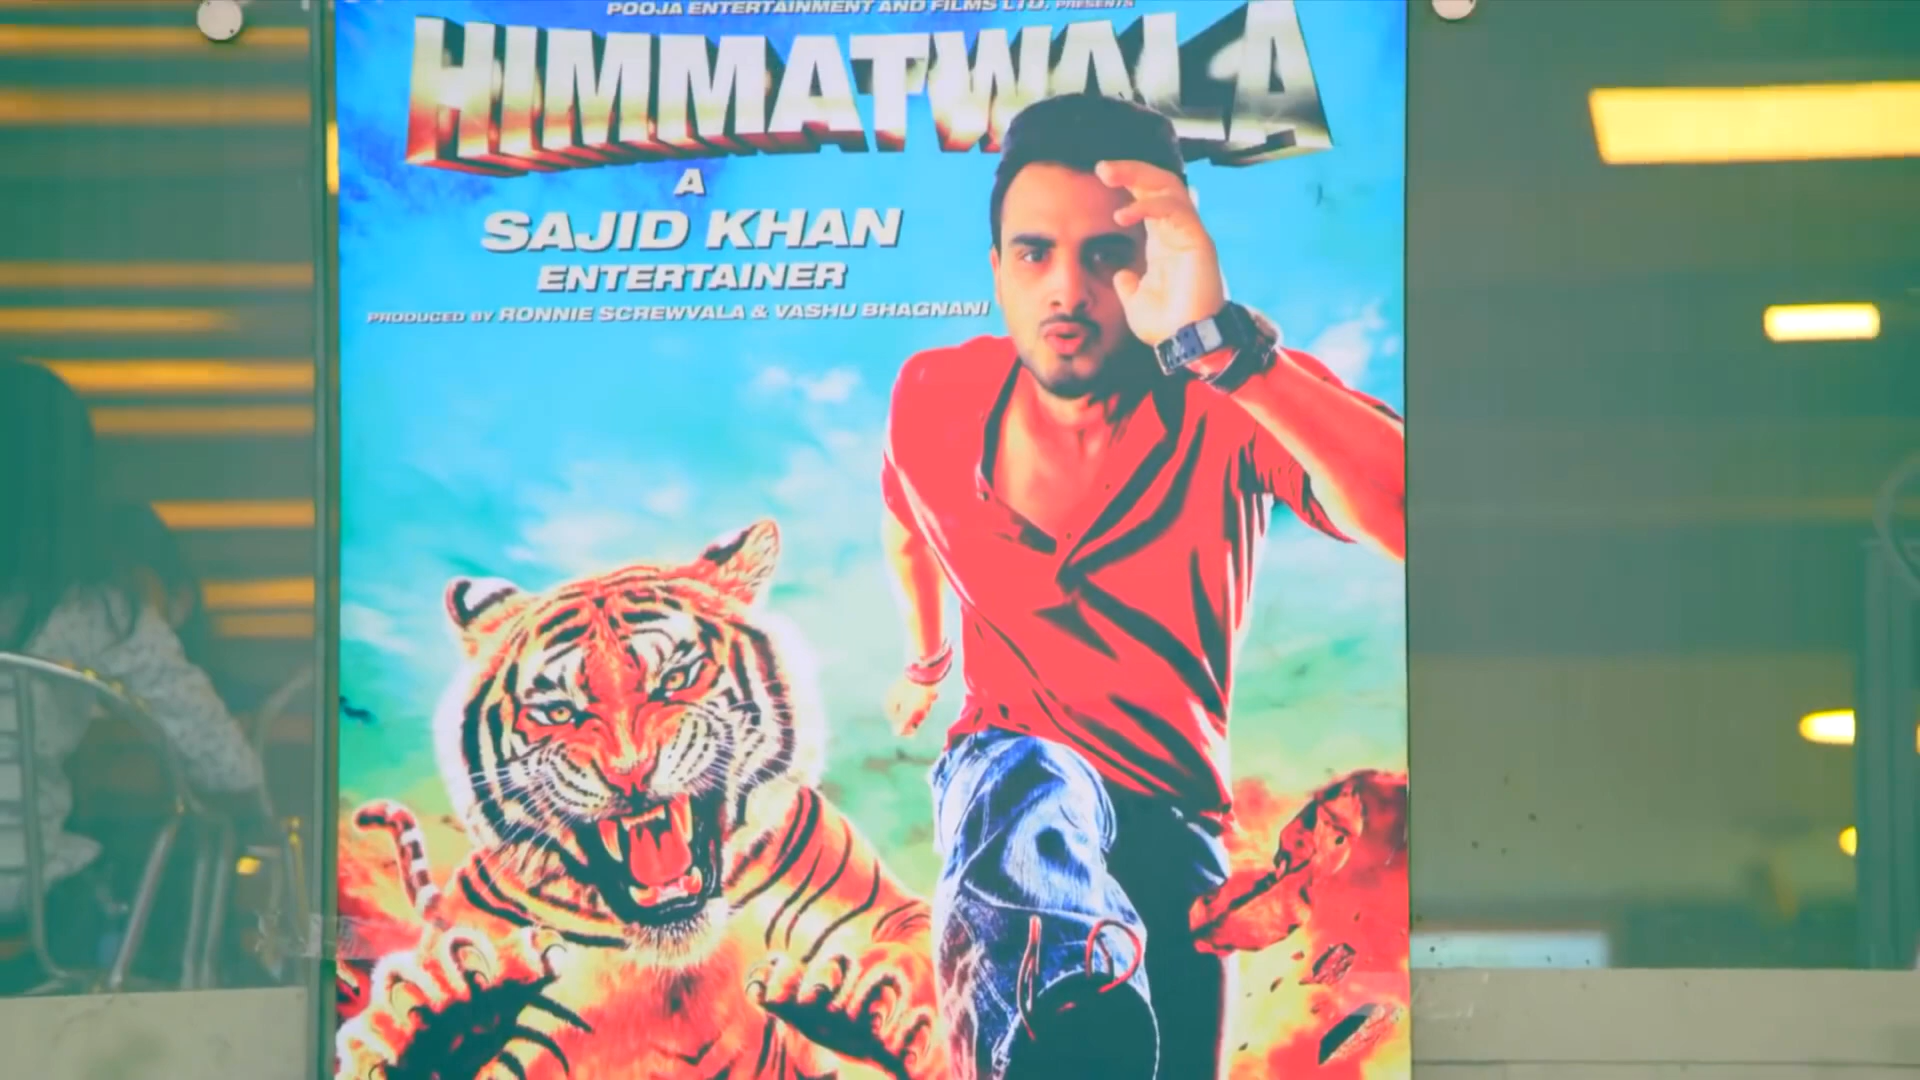 POOJA ENTERTAINMENT AND FILMS LTD. PRESENTS
HIMMATWALA
A
SAJID KHAN
ENTERTAINER
PRODUCED BY RONNIE SCREWVALA & VASHU BHAGNANI